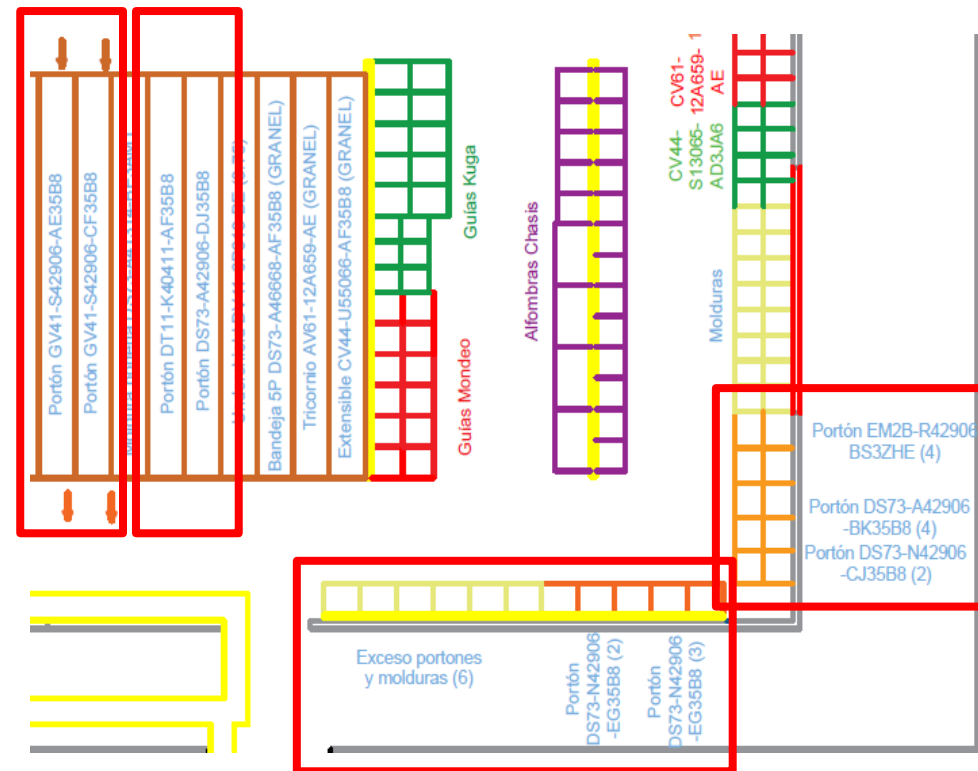 Portón GV41-S42906-AE35B8
Portón GV41-S42906-CF35B8
Portón DT11-K40411-AF35B8
Portón DS73-A42906-DJ35B8
Bandeja 5P DS73-A46668-AF35B8 (GRANEL)
Tricornio AV61-12A659-AE (GRANEL)
Extensible CV44-U55066-AF35B8 (GRANEL)
Guías Kuga
Guías Mondeo
Alfombras Chasis
CV61-
12A659- 1
AE
CV44-
S13065-
AD3JA6
Molduras
Portón EM2B-R42906
BS3ZHE (4)
Portón DS73-A42906
-BK35B8 (4)
Portón DS73-N42906
-CJ35B8 (2)
Exceso portones
y molduras (6)
Portón
DS73-N42906
-EG35B8 (2)
Portón
DS73-N42906
-EG35B8 (3)